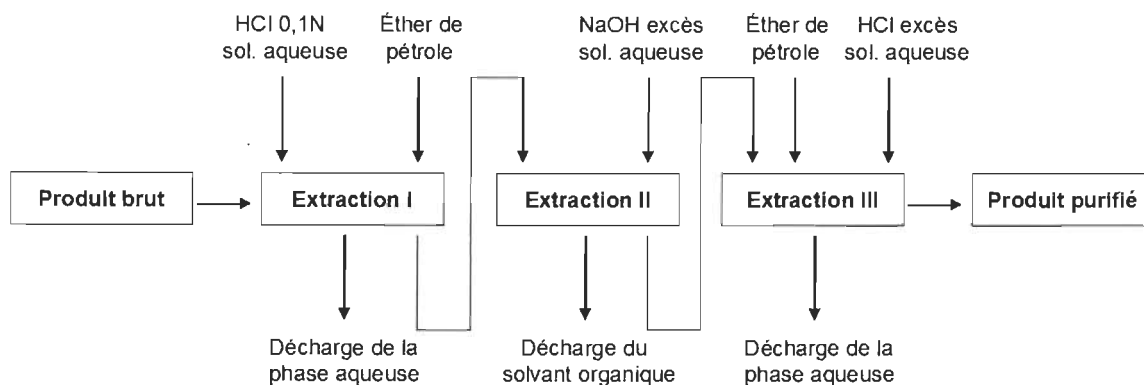 HCl 0,1N
sol. aqueuse
Éther de
pétrole
NaOH excès
sol. aqueuse
Éther de
pétrole
HCl excès
sol. aqueuse
Produit brut
Extraction I
Extraction II
Extraction III
Produit purifié
Décharge de la
phase aqueuse
Décharge du
solvant organique
Décharge de la
phase aqueuse